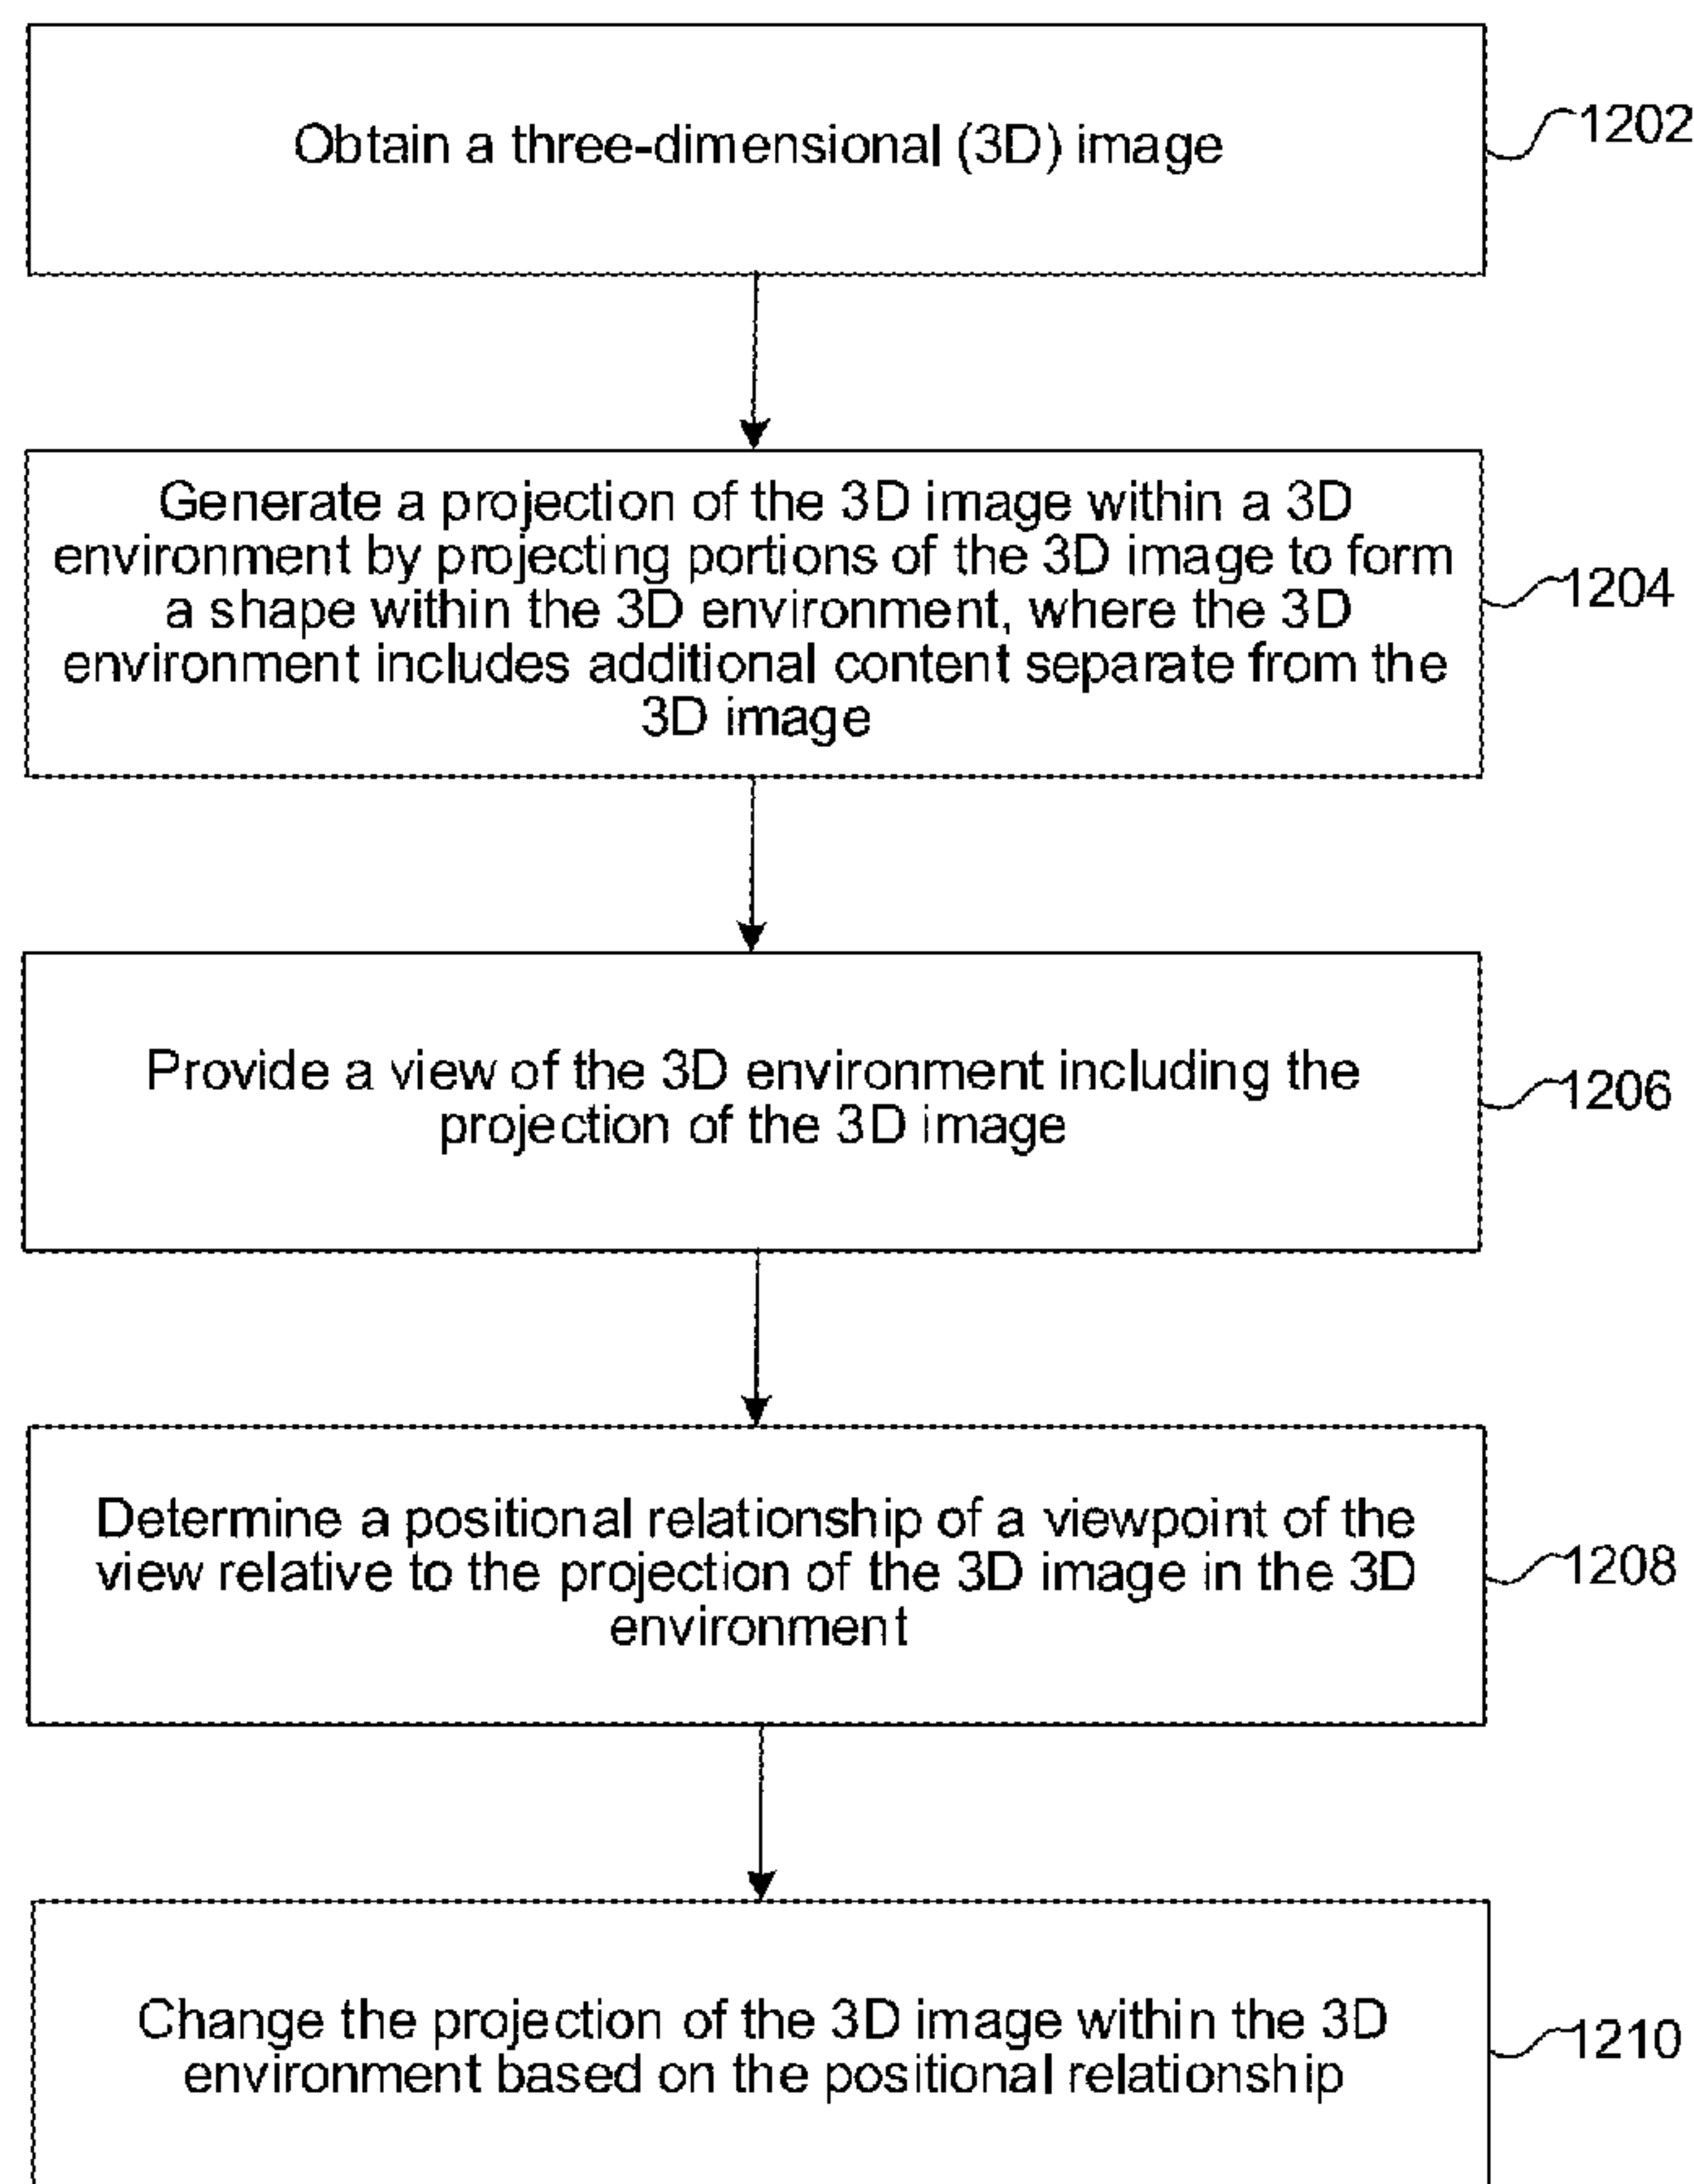 Obtain a three-dimensional (3D) image
1202
Generate a projection of the 3D image within a 3D
environment by projecting portions of the 3D image to form
a shape within the 3D environment, where the 3D
environment includes additional content separate from the
3D image
1204
Provide a view of the 3D environment including the
projection of the 3D image
1206
Determine a positional relationship of a viewpoint of the
view relative to the projection of the 3D image in the 3D
environment
1208
Change the projection of the 3D image within the 3D
environment based on the positional relationship
1210